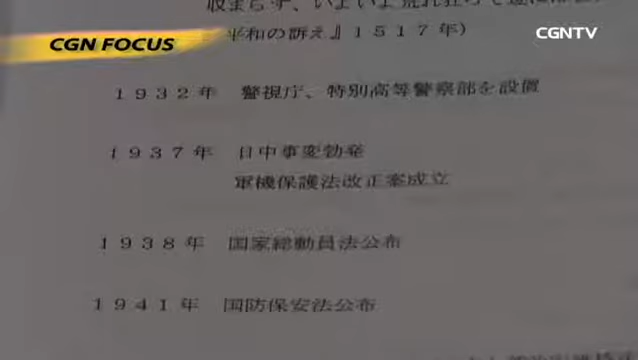 CGN FOCUS
CGNTV
平和の訴え』1517年）
1932年　警視庁、特別高等警察部を設置
1937年　日中事変勃発
軍機保護法改正案成立
1938年　国家総動員法公布
1941年　国防保安法公布